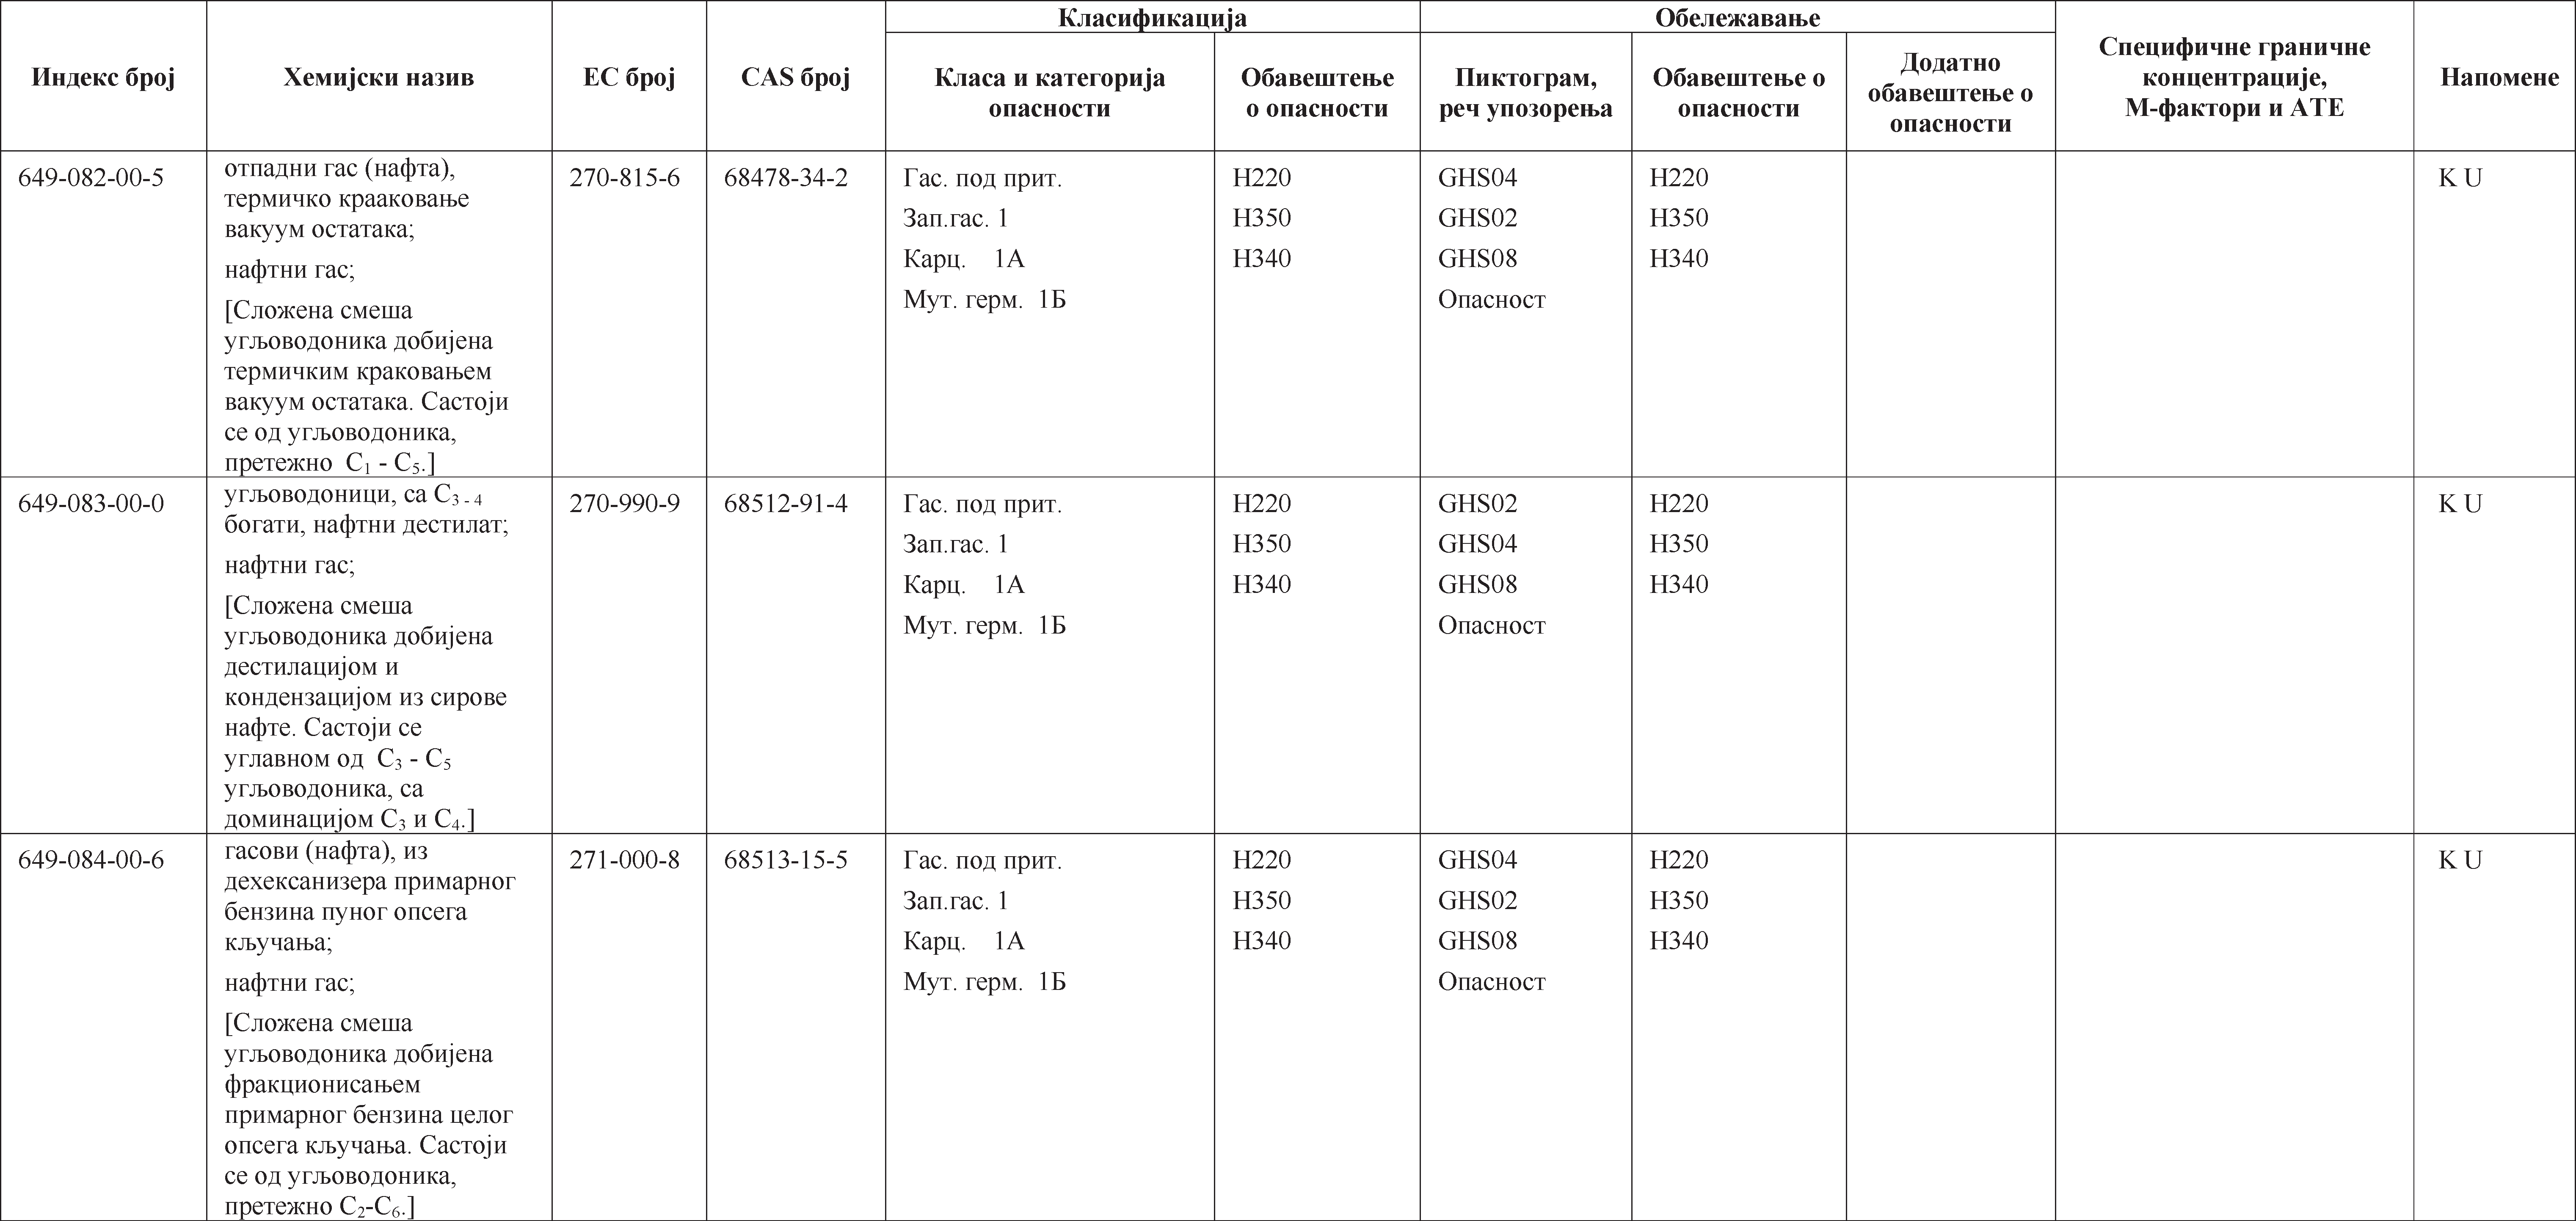 Класификација
Обележавање
Индекс број
Хемијски назив
ЕС број
CAS број
Класа и категорија
опасности
Обавештење
о опасности
Пиктограм,
реч упозорења
Обавештење о
опасности
Додатно
обавештење о
опасности
Специфичне граничне
концентрације,
М-фактори и АТЕ
Напомене
649-082-00-5
отпадни гас (нафта),
термичко краaковање
вакуум остатака;
нафтни гас;
[Сложена смеша
угљоводоника добијена
термичким краковањем
вакуум остатака. Састоји
се од угљоводоника,
претежно C₁ - C₅.]
270-815-6
68478-34-2
Гас. под прит.
Зап.гас. 1
Карц. 1А
Мут. герм. 1Б
H220
H350
H340
GHS04
GHS02
GHS08
Опасност
H220
H350
H340
K U
649-083-00-0
угљоводоници, са C₃ ₋ ₄
богати, нафтни дестилат;
нафтни гас;
[Сложена смеша
угљоводоника добијена
дестилацијом и
кондензацијом из сирове
нафте. Састоји се
углавном од C₃ - C₅
угљоводоника, са
доминацијом C₃ и C₄.]
270-990-9
68512-91-4
Гас. под прит.
Зап.гас. 1
Карц. 1А
Мут. герм. 1Б
H220
H350
H340
GHS02
GHS04
GHS08
Опасност
H220
H350
H340
K U
649-084-00-6
гасови (нафта), из
дехексанизера примарног
бензина пуног опсега
кључања;
нафтни гас;
[Сложена смеша
угљоводоника добијена
фракционисањем
примарног бензина целог
опсега кључања. Састоји
се од угљоводоника,
претежно C₂-C₆.]
271-000-8
68513-15-5
Гас. под прит.
Зап.гас. 1
Карц. 1А
Мут. герм. 1Б
H220
H350
H340
GHS04
GHS02
GHS08
Опасност
H220
H350
H340
K U